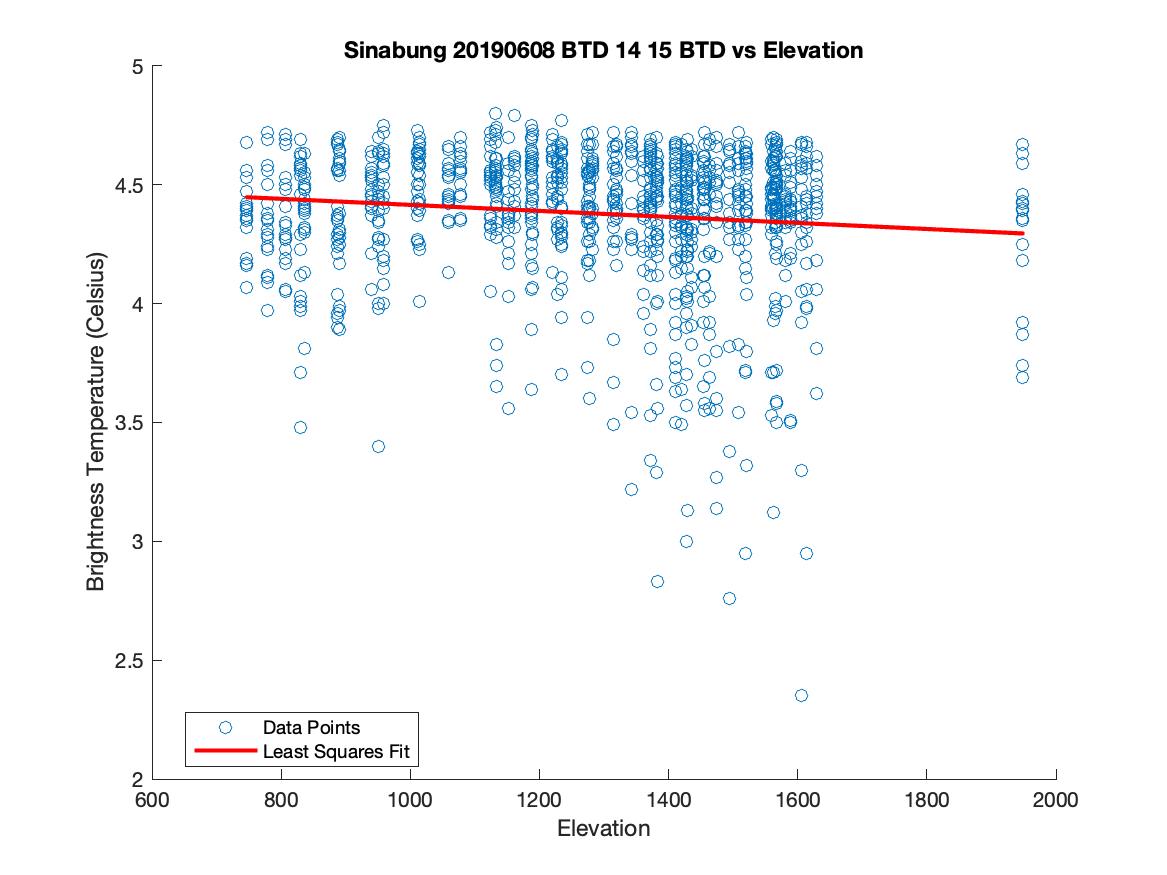 Sinabung 20190608 BTD 14 15 BTD vs Elevation
5
4.5
4
3.5
3
2.5
2
Brightness Temperature (Celsius)
Data Points
Least Squares Fit
600 800 1000 1200 1400 1600 1800 2000
Elevation